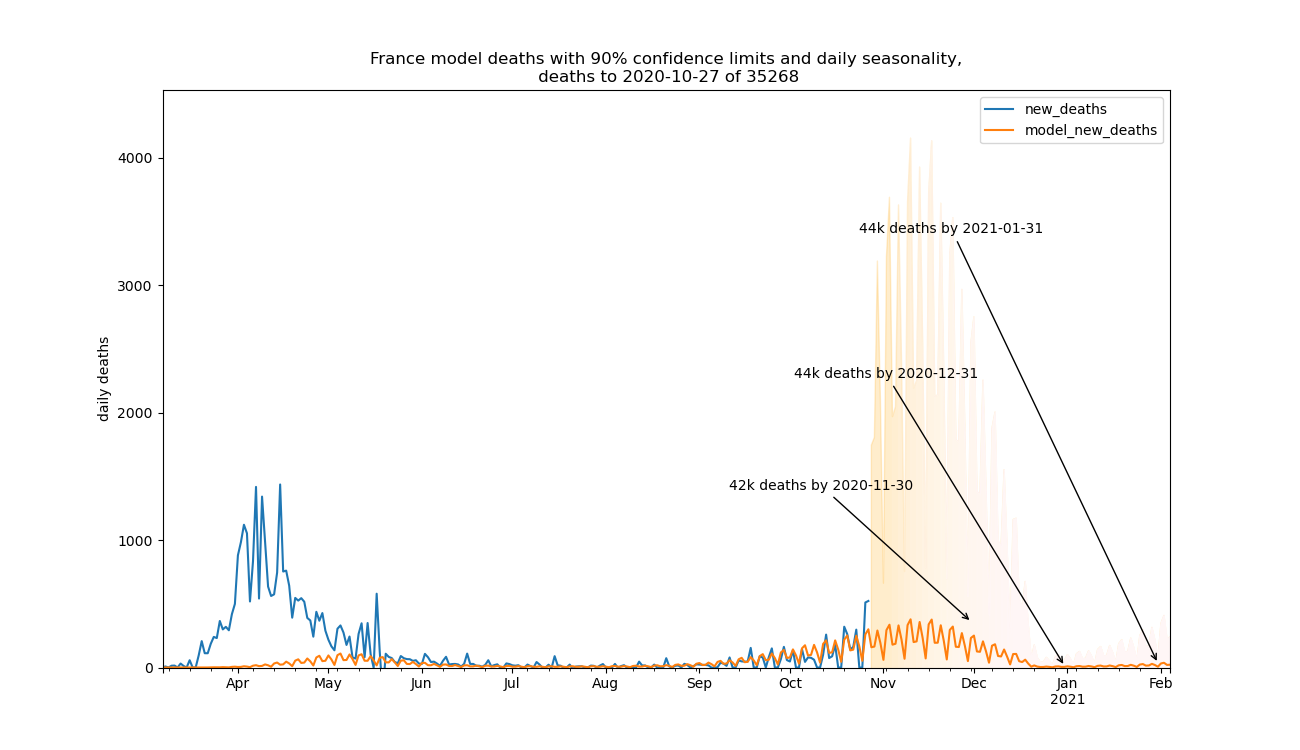 France model deaths with 90% confidence limits and daily seasonality,
deaths to 2020-10-27 of 35268
new_deaths
model_new_deaths
4000
3000
2000
1000
0
daily deaths
44k deaths by 2021-01-31
44k deaths by 2020-12-31
42k deaths by 2020-11-30
Apr May Jun Jul Aug Sep Oct Nov Dec Jan Feb
2021